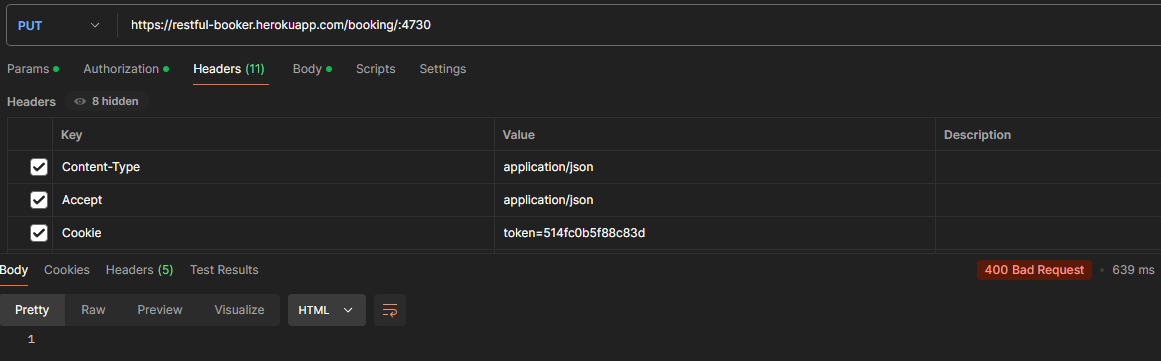 PUT https://restful-booker.herokuapp.com/booking/:4730
Params Authorization Headers (11) Body Scripts Settings
Headers 8 hidden
Key Value Description
Content-Type application/json
Accept application/json
Cookie token=514fc0b5f88c83d
Body Cookies Headers (5) Test Results 400 Bad Request 639 ms
Pretty Raw Preview Visualize HTML
1